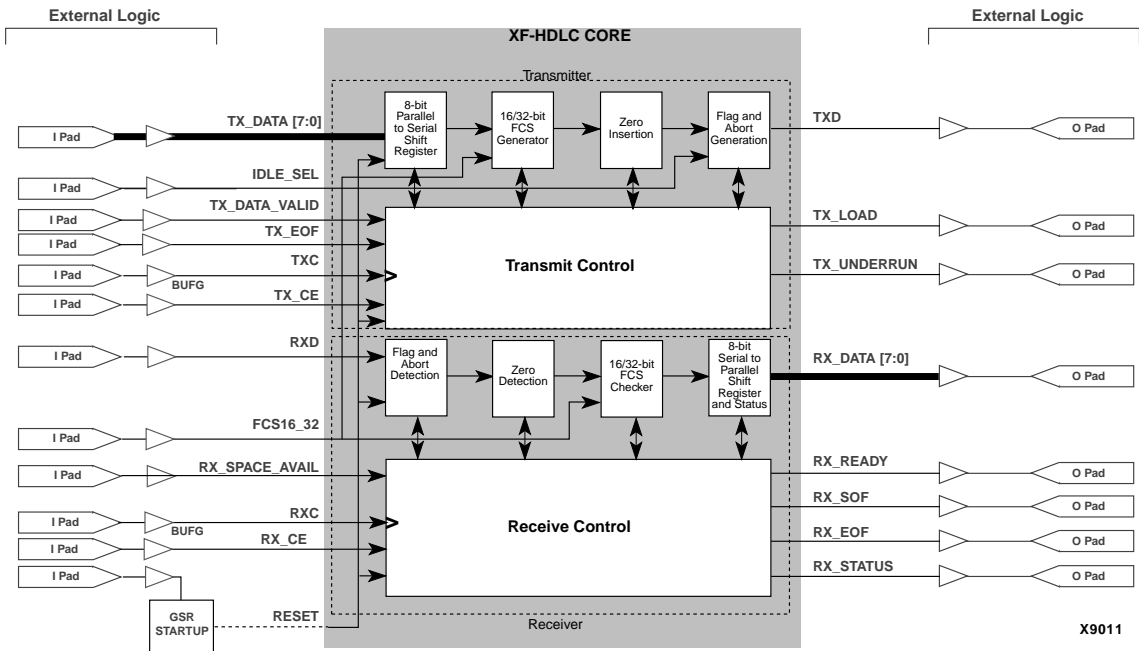 External Logic
External Logic
XF-HDLC CORE
Transmitter
I Pad
TX_DATA [7:0]
8-bit
Parallel
to Serial
Shift
Register
16/32-bit
FCS
Generator
Zero
Insertion
Flag and
Abort
Generation
TXD
O Pad
I Pad
IDLE_SEL
I Pad
TX_DATA_VALID
TX_LOAD
O Pad
I Pad
TX_EOF
I Pad
BUFG
TXC
>
Transmit Control
TX_UNDERRUN
O Pad
I Pad
TX_CE
I Pad
RXD
Flag and
Abort
Detection
Zero
Detection
16/32-bit
FCS
Checker
8-bit
Serial to
Parallel
Shift
Register
and Status
RX_DATA [7:0]
O Pad
I Pad
FCS16_32
I Pad
RX_SPACE_AVAIL
RX_READY
O Pad
I Pad
BUFG
RXC
>
Receive Control
RX_SOF
O Pad
I Pad
RX_CE
RX_EOF
O Pad
I Pad
RX_STATUS
O Pad
GSR
STARTUP
RESET
Receiver
X9011